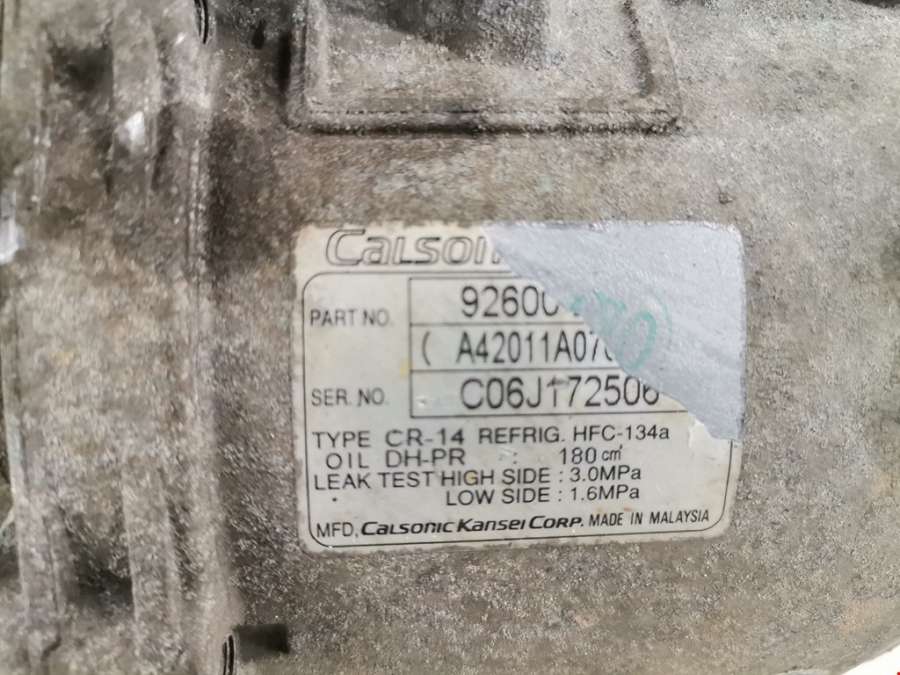 Calsonic
PART NO. 92600
( A42011A07
SER. NO. C06J172506
TYPE CR-14 REFRIG. HFC-134a
OIL DH-PR : 180 cm³
LEAK TEST HIGH SIDE : 3.0MPa
LOW SIDE : 1.6MPa
MFD. Calsonic Kansei Corp. MADE IN MALAYSIA